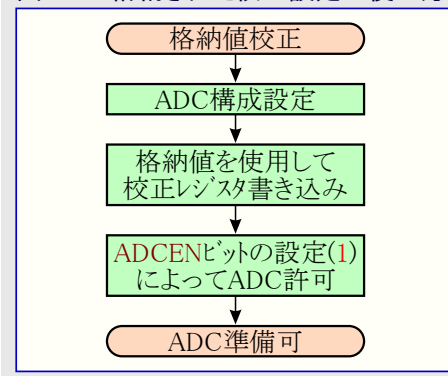 格納値校正
ADC構成設定
格納値を使用して
校正レジスタ書き込み
ADCENビットの設定(1)
によってADC許可
ADC準備可